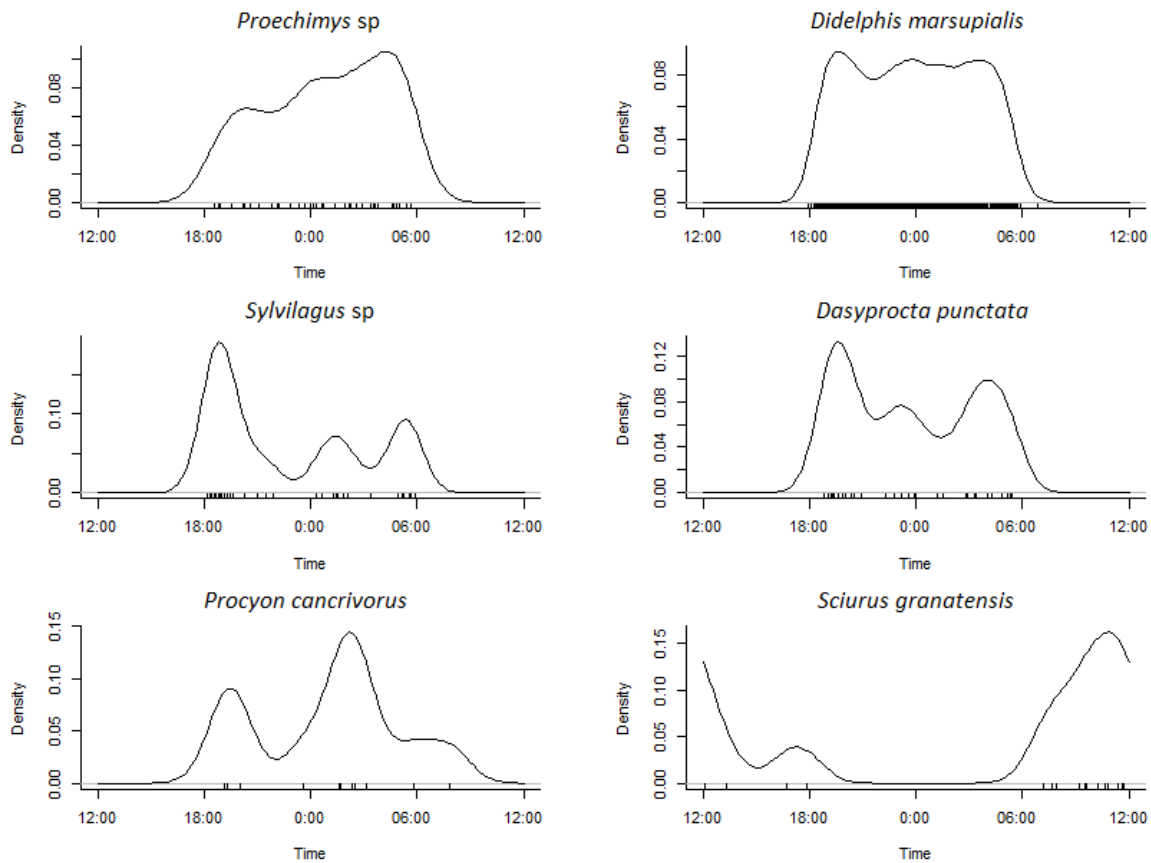 Proechimys sp
Density
0.00 0.04 0.08
12:00 18:00 0:00 06:00 12:00
Time
Didelphis marsupialis
Density
0.00 0.04 0.08
12:00 18:00 0:00 06:00 12:00
Time
Sylvilagus sp
Density
0.00 0.10
12:00 18:00 0:00 06:00 12:00
Time
Dasyprocta punctata
Density
0.00 0.04 0.08 0.12
12:00 18:00 0:00 06:00 12:00
Time
Procyon cancrivorus
Density
0.00 0.05 0.10 0.15
12:00 18:00 0:00 06:00 12:00
Time
Sciurus granatensis
Density
0.00 0.05 0.10 0.15
12:00 18:00 0:00 06:00 12:00
Time